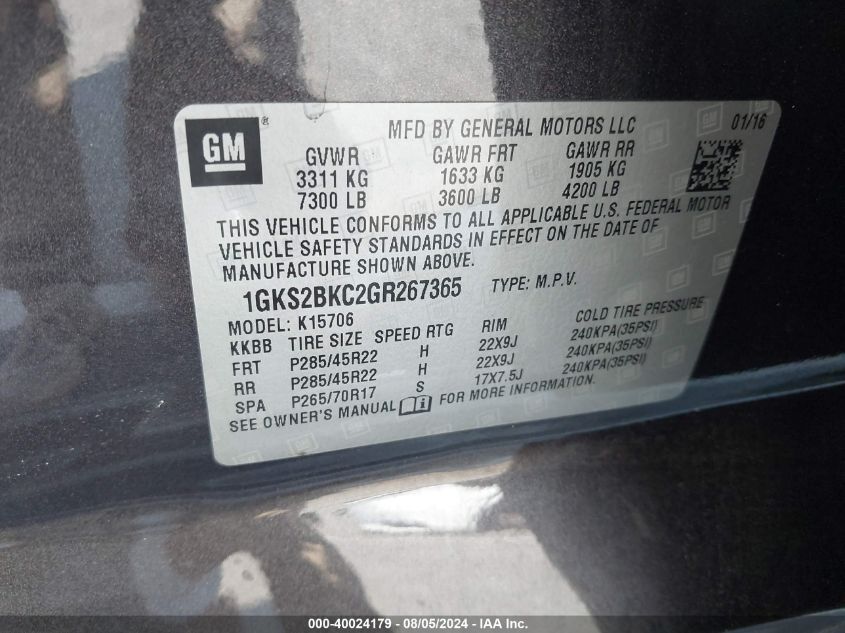 GM ®
MFD BY GENERAL MOTORS LLC 01/16
GVWR GAWR FRT GAWR RR
3311 KG 1633 KG 1905 KG
7300 LB 3600 LB 4200 LB
THIS VEHICLE CONFORMS TO ALL APPLICABLE U.S. FEDERAL MOTOR
VEHICLE SAFETY STANDARDS IN EFFECT ON THE DATE OF
MANUFACTURE SHOWN ABOVE.
1GKS2BKC2GR267365 TYPE: M.P.V.
MODEL: K15706
KKBB TIRE SIZE SPEED RTG RIM COLD TIRE PRESSURE
FRT P285/45R22 H 22X9J 240KPA(35PSI)
RR P285/45R22 H 22X9J 240KPA(35PSI)
SPA P265/70R17 S 17X7.5J 240KPA(35PSI)
SEE OWNER'S MANUAL FOR MORE INFORMATION.
000-40024179 - 08/05/2024 - IAA Inc.